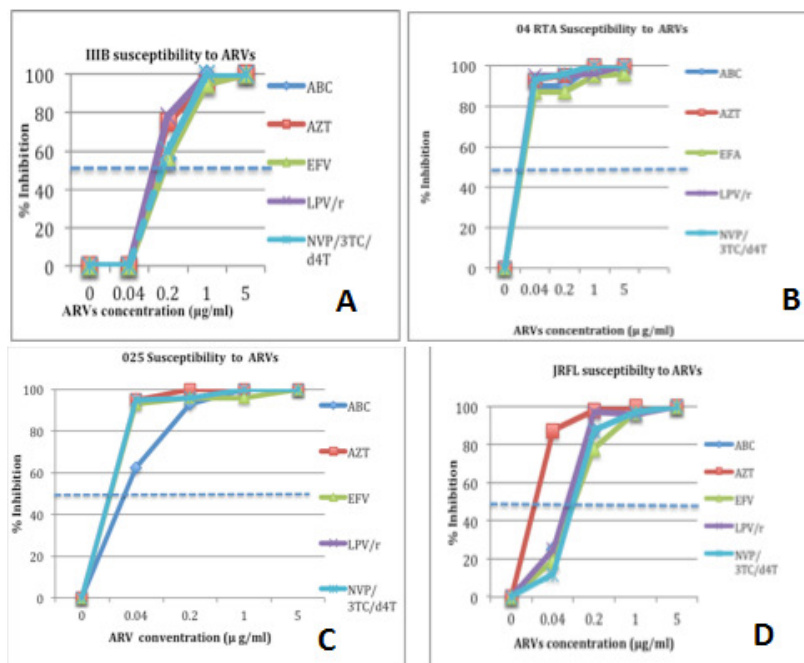 IIIB susceptibility to ARVs
100
80
60
40
20
0
% Inhibition
0 0.04 0.2 1 5
ARVs concentration (µg/ml)
ABC
AZT
EFV
LPV/r
NVP/3TC/
d4T
A
04 RTA Susceptibility to ARVs
100
80
60
40
20
0
% Inhibition
0 0.04 0.2 1 5
ARVs concentration (µ g/ml)
ABC
AZT
EFA
LPV/r
NVP/
3TC/d4T
B
025 Susceptibility to ARVs
100
80
60
40
20
0
% Inhibition
0 0.04 0.2 1 5
ARV conventration (µ g/ml)
ABC
AZT
EFV
LPV/r
NVP/
3TC/d4T
C
JRFL susceptibilty to ARVs
100
80
60
40
20
0
% Inhibition
0 0.04 0.2 1 5
ARVs concentration (µ g/ml)
ABC
AZT
EFV
LPV/r
NVP/
3TC/d4T
D